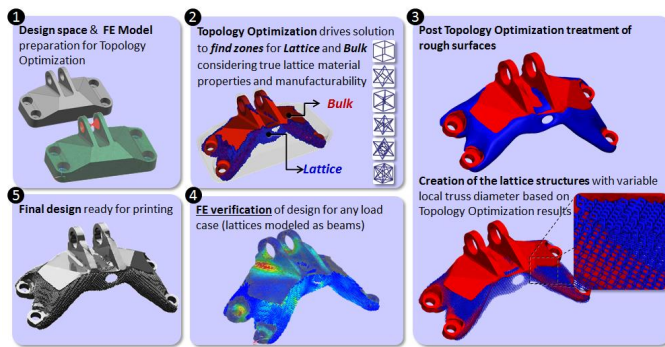 1
Design space & FE Model
preparation for Topology
Optimization
2
Topology Optimization drives solution
to find zones for Lattice and Bulk
considering true lattice material
properties and manufacturability
Bulk
Lattice
3
Post Topology Optimization treatment of
rough surfaces
Creation of the lattice structures with variable
local truss diameter based on
Topology Optimization results
4
FE verification of design for any load
case (lattices modeled as beams)
5
Final design ready for printing